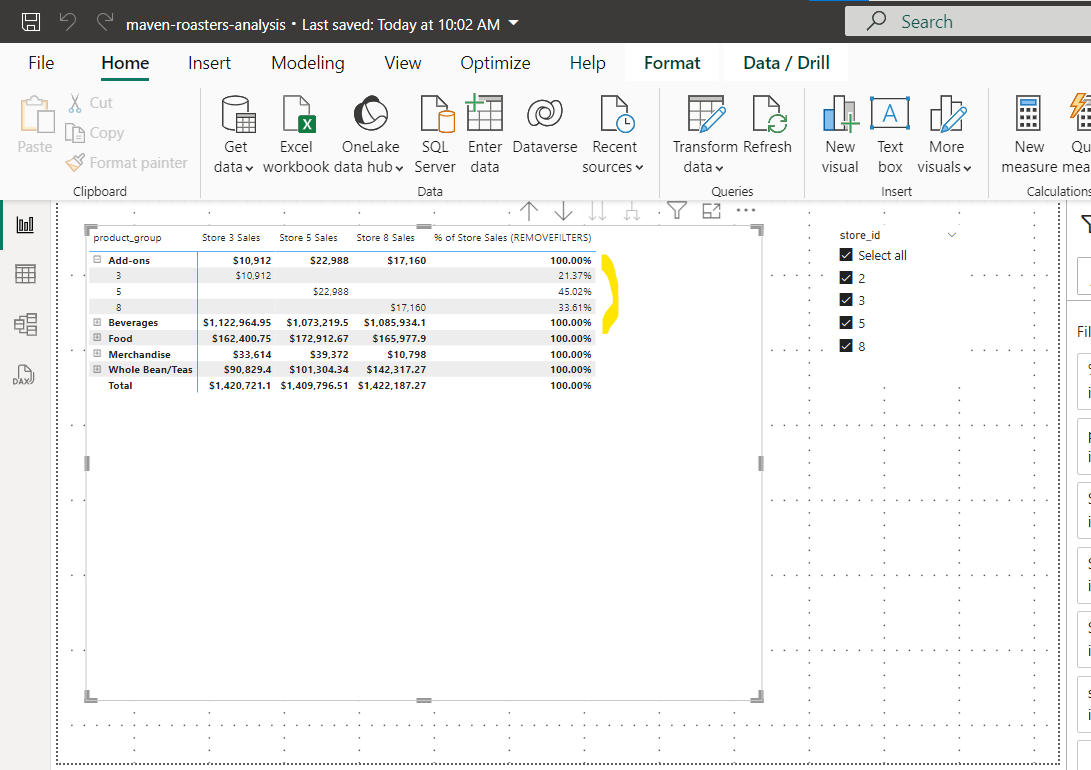 maven-roasters-analysis • Last saved: Today at 10:02 AM
Search
File Home Insert Modeling View Optimize Help Format Data / Drill
Paste
Cut
Copy
Format painter
Clipboard
Get data
Excel workbook
OneLake data hub
SQL Server
Enter data
Dataverse
Recent sources
Data
Transform data
Refresh
Queries
New visual
Text box
More visuals
Insert
New measure
Qu
mea
Calculations
DAX
product_group Store 3 Sales Store 5 Sales Store 8 Sales % of Store Sales (REMOVEFILTERS)
Add-ons $10,912 $22,988 $17,160 100.00%
3 $10,912 21.37%
5 $22,988 45.02%
8 $17,160 33.61%
Beverages $1,122,964.95 $1,073,219.5 $1,085,934.1 100.00%
Food $162,400.75 $172,912.67 $165,977.9 100.00%
Merchandise $33,614 $39,372 $10,798 100.00%
Whole Bean/Teas $90,829.4 $101,304.34 $142,317.27 100.00%
Total $1,420,721.1 $1,409,796.51 $1,422,187.27 100.00%
store_id
Select all
2
3
5
8
Fil